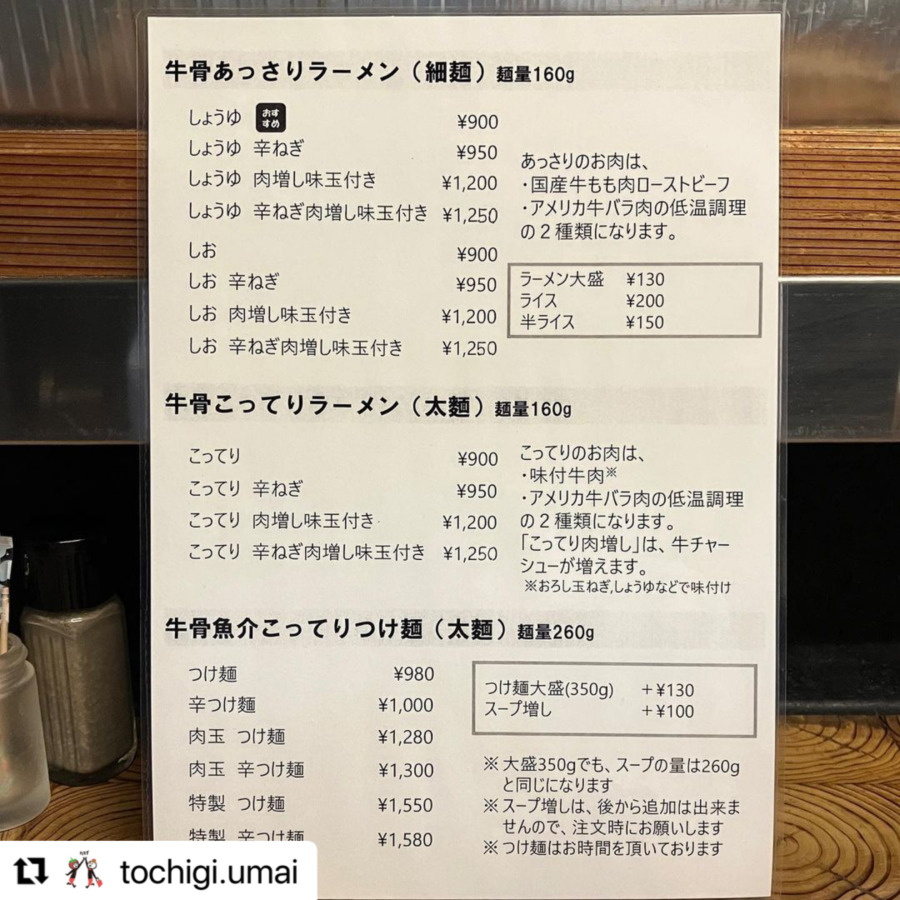 牛骨あっさりラーメン（細麺）麺量160g
しょうゆ おすすめ ¥900
しょうゆ 辛ねぎ ¥950
しょうゆ 肉増し味玉付き ¥1,200
しょうゆ 辛ねぎ肉増し味玉付き ¥1,250
しお ¥900
しお 辛ねぎ ¥950
しお 肉増し味玉付き ¥1,200
しお 辛ねぎ肉増し味玉付き ¥1,250
あっさりのお肉は、
・国産牛もも肉ローストビーフ
・アメリカ牛バラ肉の低温調理
の２種類になります。
ラーメン大盛 ¥130
ライス ¥200
半ライス ¥150
牛骨こってりラーメン（太麺）麺量160g
こってり ¥900
こってり 辛ねぎ ¥950
こってり 肉増し味玉付き ¥1,200
こってり 辛ねぎ肉増し味玉付き ¥1,250
こってりのお肉は、
・味付牛肉※
・アメリカ牛バラ肉の低温調理
の２種類になります。
「こってり肉増し」は、牛チャー
シューが増えます。
※おろし玉ねぎ,しょうゆなどで味付け
牛骨魚介こってりつけ麺（太麺）麺量260g
つけ麺 ¥980
辛つけ麺 ¥1,000
肉玉 つけ麺 ¥1,280
肉玉 辛つけ麺 ¥1,300
特製 つけ麺 ¥1,550
特製 辛つけ麺 ¥1,580
つけ麺大盛(350g) ＋¥130
スープ増し ＋¥100
※大盛350gでも、スープの量は260g
と同じになります
※スープ増しは、後から追加は出来ま
せんので、注文時にお願いします
※つけ麺はお時間を頂いております
tochigi.umai